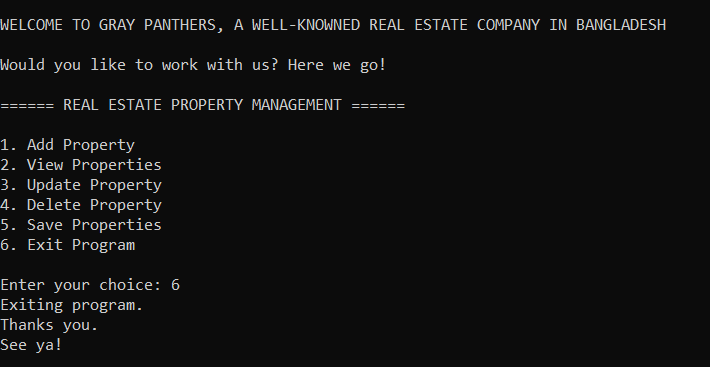 WELCOME TO GRAY PANTHERS, A WELL-KNOWNED REAL ESTATE COMPANY IN BANGLADESH
Would you like to work with us? Here we go!
====== REAL ESTATE PROPERTY MANAGEMENT ======
1. Add Property
2. View Properties
3. Update Property
4. Delete Property
5. Save Properties
6. Exit Program
Enter your choice: 6
Exiting program.
Thanks you.
See ya!